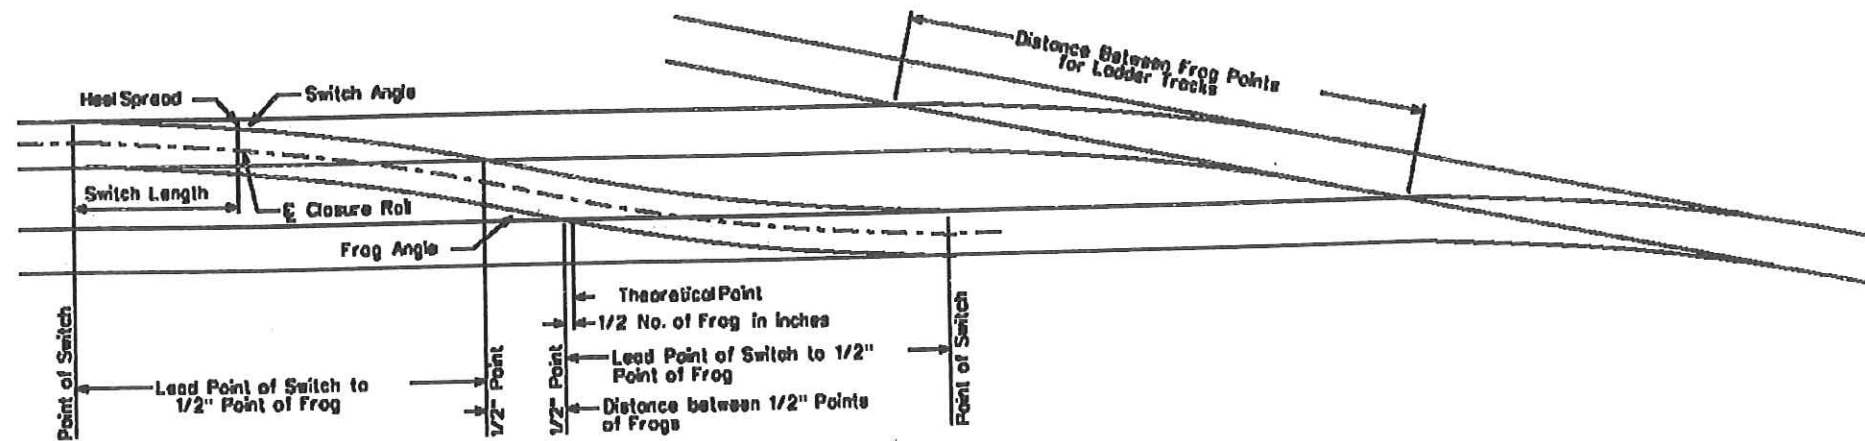 Distance Between Frog Points
for Ladder Tracks
Heel Spread
Switch Angle
Switch Length
℄ Closure Rail
Frog Angle
Theoretical Point
1/2 No. of Frog in inches
Lead Point of Switch to 1/2"
Point of Frog
Lead Point of Switch to
1/2" Point of Frog
Distance between 1/2" Points
of Frogs
Point of Switch
1/2" Point
1/2" Point
Point of Switch